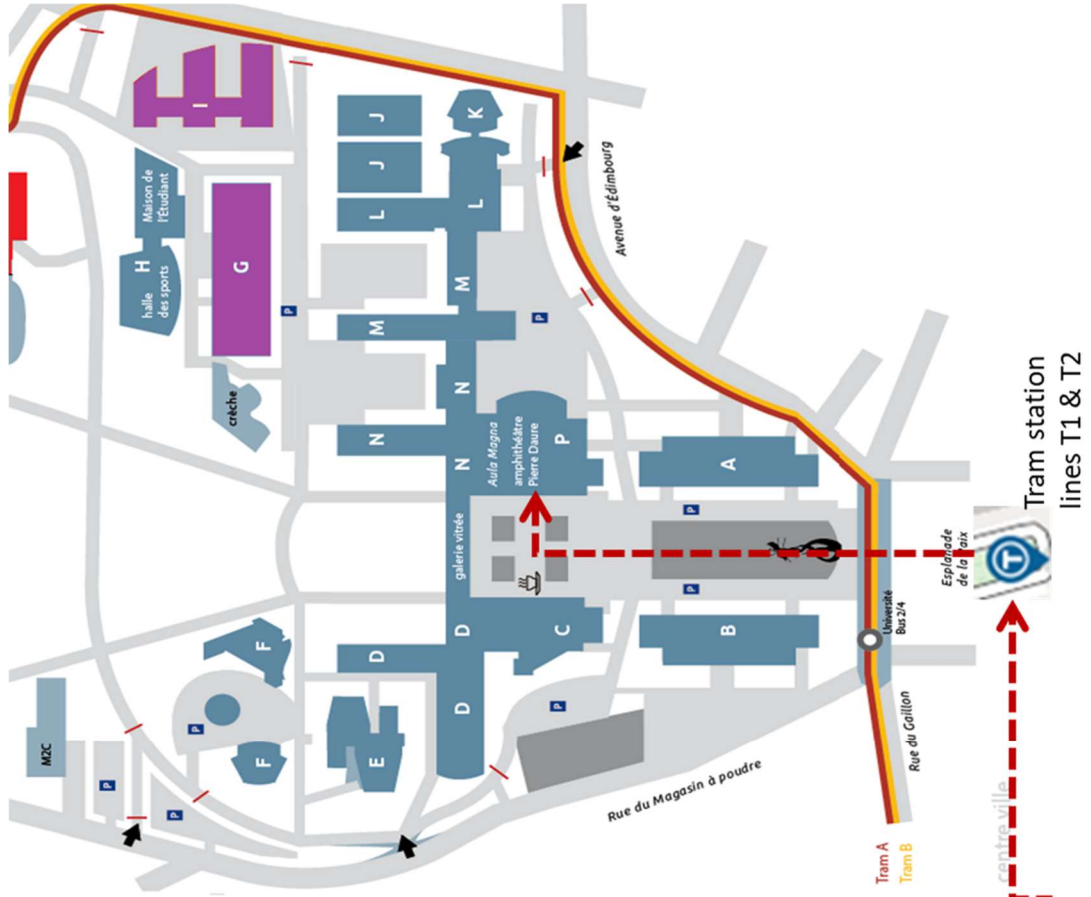 I
Maison de
l'Étudiant
H
halle
des sports
G
P
crèche
J
J
K
L
L
M
M
P
N
N
N
Avenue d'Édimbourg
Aula Magna
amphithéâtre
Pierre Daure
P
galerie vitrée
A
P
P
B
C
D
D
D
E
F
F
P
P
M2C
P
P
Rue du Magasin à poudre
Esplanade
de la Paix
Université
Bus 2/4
Rue du Gaillon
centre ville
Tram A
Tram B
T
Tram station
lines T1 & T2